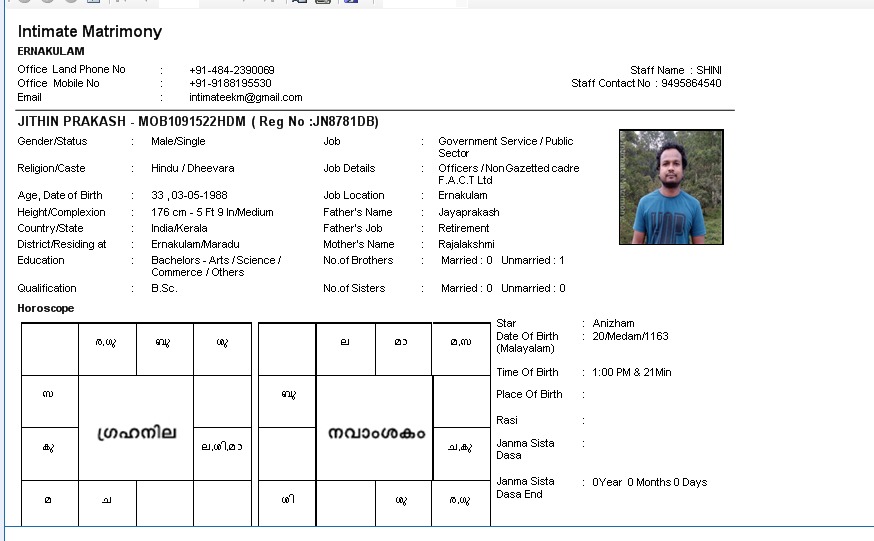 Intimate Matrimony
ERNAKULAM
Office Land Phone No : +91-484-2390069
Office Mobile No : +91-9188195530
Email : intimateekm@gmail.com
Staff Name : SHINI
Staff Contact No : 9495864540
JITHIN PRAKASH - MOB1091522HDM ( Reg No :JN8781DB)
Gender/Status : Male/Single
Religion/Caste : Hindu / Dheevara
Age, Date of Birth : 33 ,03-05-1988
Height/Complexion : 176 cm - 5 Ft 9 In/Medium
Country/State : India/Kerala
District/Residing at : Ernakulam/Maradu
Education : Bachelors - Arts / Science /
Commerce / Others
Qualification : B.Sc.
Job : Government Service / Public
Sector
Job Details : Officers / Non Gazetted cadre
F.A.C.T Ltd
Job Location : Ernakulam
Father's Name : Jayaprakash
Father's Job : Retirement
Mother's Name : Rajalakshmi
No.of Brothers : Married : 0 Unmarried : 1
No.of Sisters : Married : 0 Unmarried : 0
Horoscope
ര,ഗു ബു ശു
സ
ഗ്രഹനില
കു ല,ശി,മാ
മ ച
ല മാ മ,സ
ബു
നവാംശകം
ച,കു
ശി ശു ര,ഗു
Star : Anizham
Date Of Birth : 20/Medam/1163
(Malayalam)
Time Of Birth : 1:00 PM & 21Min
Place Of Birth :
Rasi :
Janma Sista :
Dasa
Janma Sista : 0Year 0 Months 0 Days
Dasa End